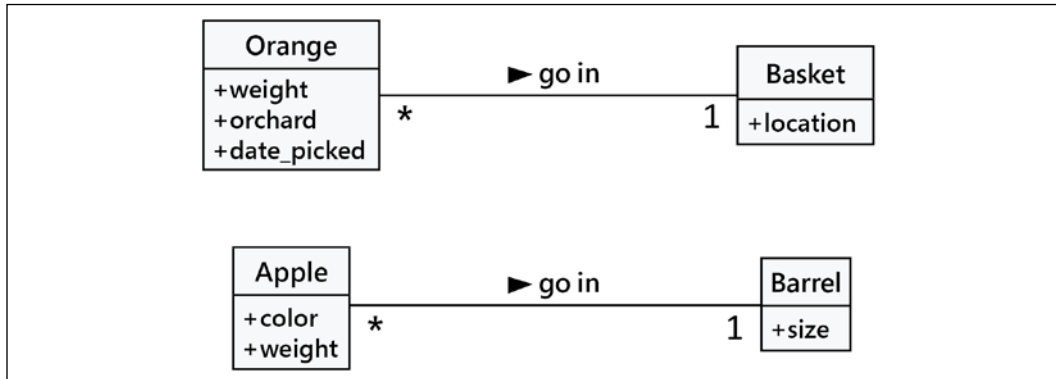 Orange
+weight
+orchard
+date_picked
► go in
*
1
Basket
+location
Apple
+color
+weight
► go in
*
1
Barrel
+size